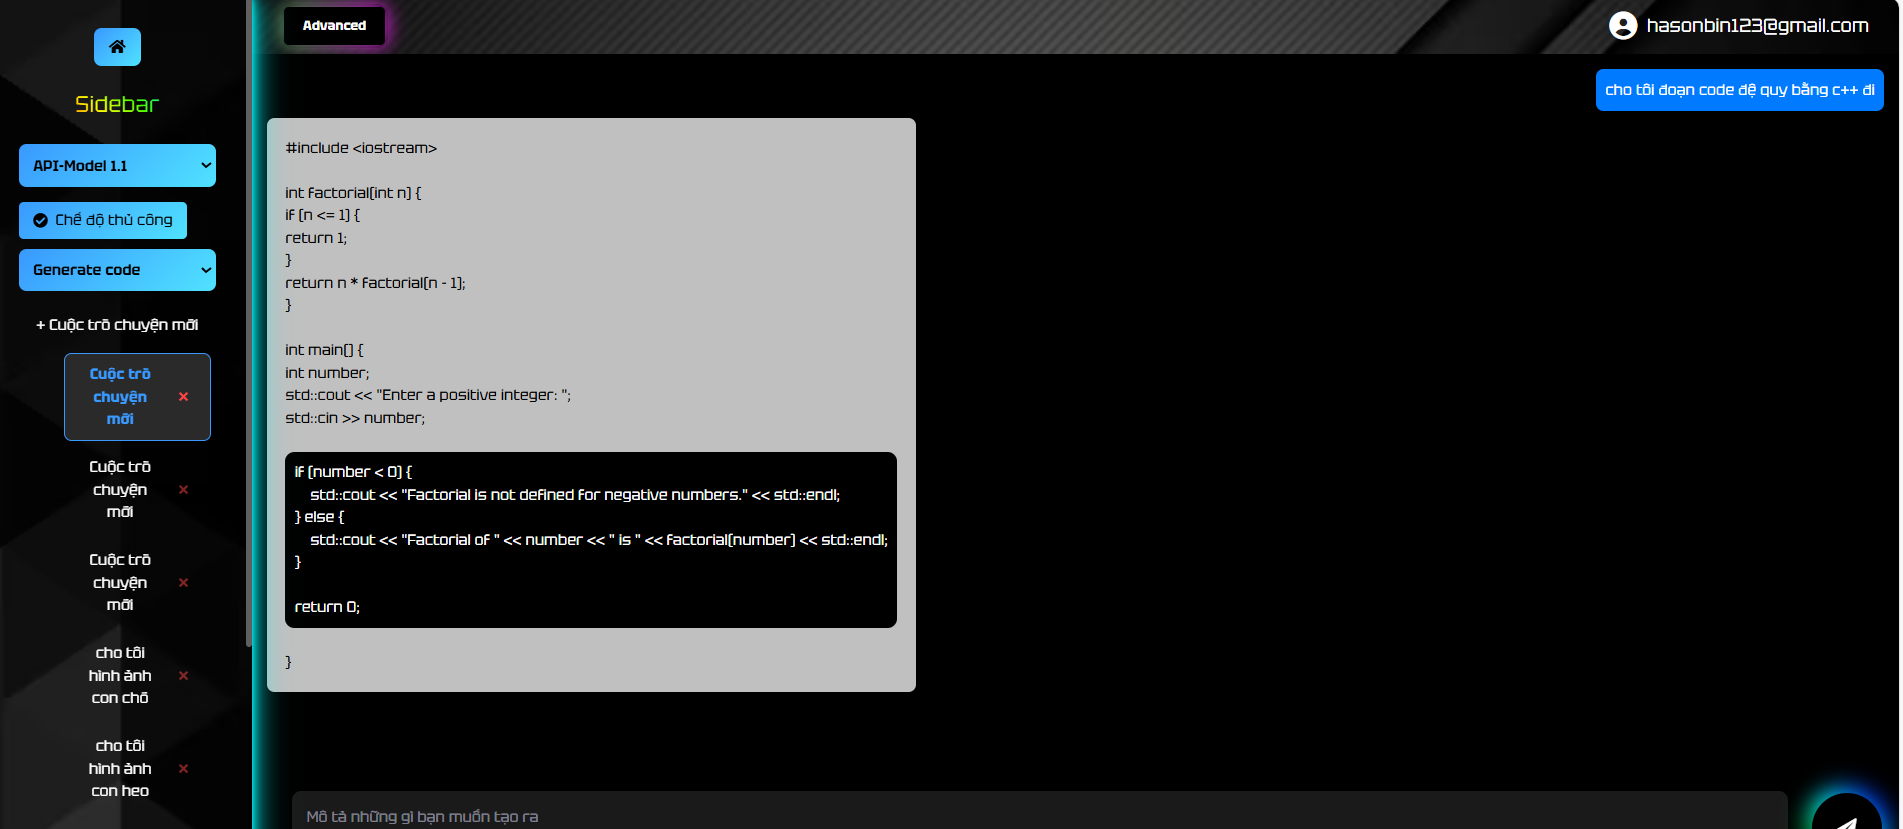 Advanced
hasonbin123@gmail.com
Sidebar
API-Model 1.1
Chế độ thủ công
Generate code
+ Cuộc trò chuyện mới
Cuộc trò
chuyện
mới
Cuộc trò
chuyện
mới
Cuộc trò
chuyện
mới
cho tôi
hình ảnh
con chó
cho tôi
hình ảnh
con heo
cho tôi đoạn code đệ quy bằng c++ đi
#include <iostream>
int factorial(int n) {
if (n <= 1) {
return 1;
}
return n * factorial(n - 1);
}
int main() {
int number;
std::cout << "Enter a positive integer: ";
std::cin >> number;
if (number < 0) {
std::cout << "Factorial is not defined for negative numbers." << std::endl;
} else {
std::cout << "Factorial of " << number << " is " << factorial(number) << std::endl;
}
return 0;
}
Mô tả những gì bạn muốn tạo ra